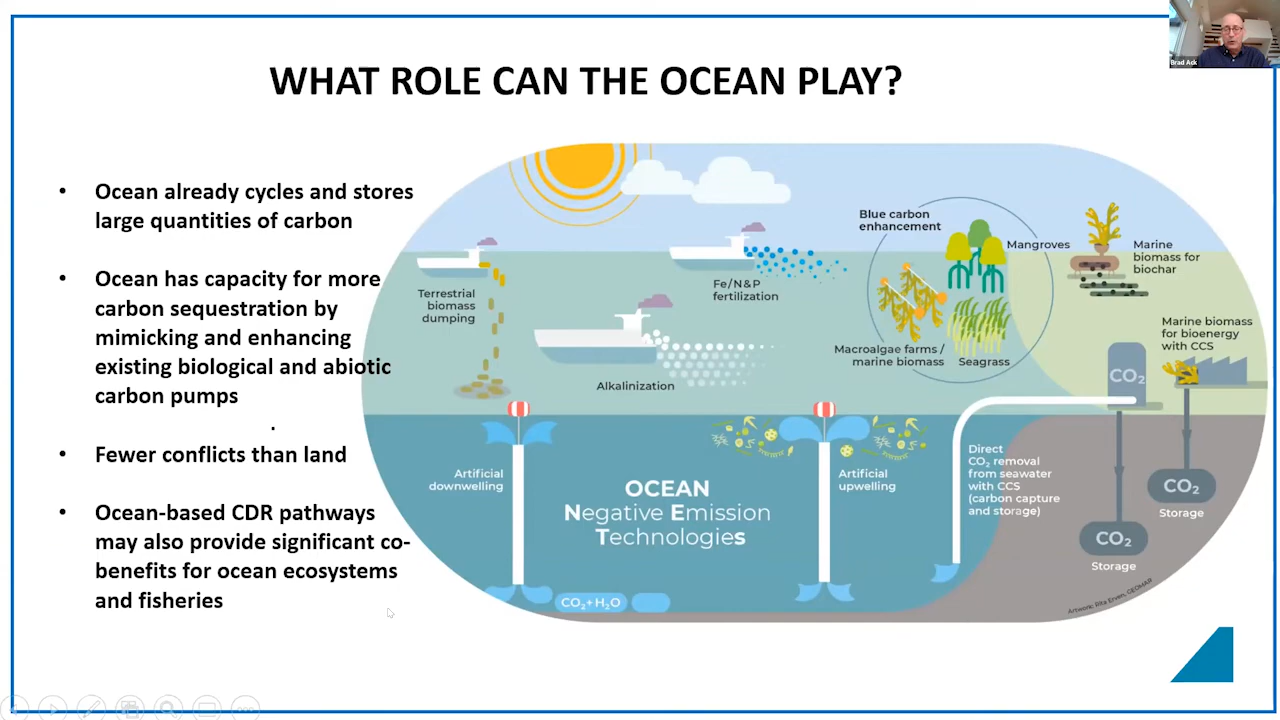 WHAT ROLE CAN THE OCEAN PLAY?
Brad Ack
• Ocean already cycles and stores
large quantities of carbon
• Ocean has capacity for more
carbon sequestration by
mimicking and enhancing
existing biological and abiotic
carbon pumps
.
• Fewer conflicts than land
• Ocean-based CDR pathways
may also provide significant co-
benefits for ocean ecosystems
and fisheries
Terrestrial
biomass
dumping
Fe/N&P
fertilization
Alkalinization
Blue carbon
enhancement
Mangroves
Macroalgae farms /
marine biomass
Seagrass
Marine
biomass for
biochar
Marine biomass
for bioenergy
with CCS
CO₂
Artificial
downwelling
OCEAN
Negative Emission
Technologies
Artificial
upwelling
Direct
CO₂ removal
from seawater
with CCS
(carbon capture
and storage)
CO₂
Storage
CO₂
Storage
CO₂+H₂O
Artwork: Rita Erven, GEOMAR